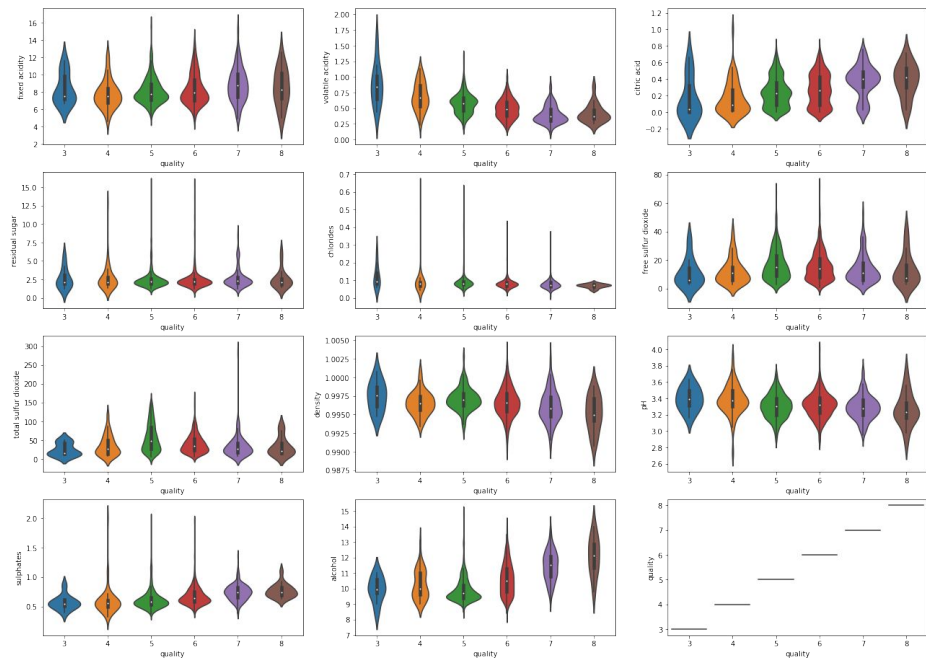 fixed acidity
16
14
12
10
8
6
4
2
3 4 5 6 7 8
quality
volatile acidity
2.00
1.75
1.50
1.25
1.00
0.75
0.50
0.25
0.00
3 4 5 6 7 8
quality
citric acid
1.2
1.0
0.8
0.6
0.4
0.2
0.0
−0.2
3 4 5 6 7 8
quality
residual sugar
15.0
12.5
10.0
7.5
5.0
2.5
0.0
3 4 5 6 7 8
quality
chlorides
0.7
0.6
0.5
0.4
0.3
0.2
0.1
0.0
3 4 5 6 7 8
quality
free sulfur dioxide
80
60
40
20
0
3 4 5 6 7 8
quality
total sulfur dioxide
300
250
200
150
100
50
0
3 4 5 6 7 8
quality
density
1.0050
1.0025
1.0000
0.9975
0.9950
0.9925
0.9900
0.9875
3 4 5 6 7 8
quality
pH
4.0
3.8
3.6
3.4
3.2
3.0
2.8
2.6
3 4 5 6 7 8
quality
sulphates
2.0
1.5
1.0
0.5
3 4 5 6 7 8
quality
alcohol
15
14
13
12
11
10
9
8
7
3 4 5 6 7 8
quality
quality
8
7
6
5
4
3
3 4 5 6 7 8
quality